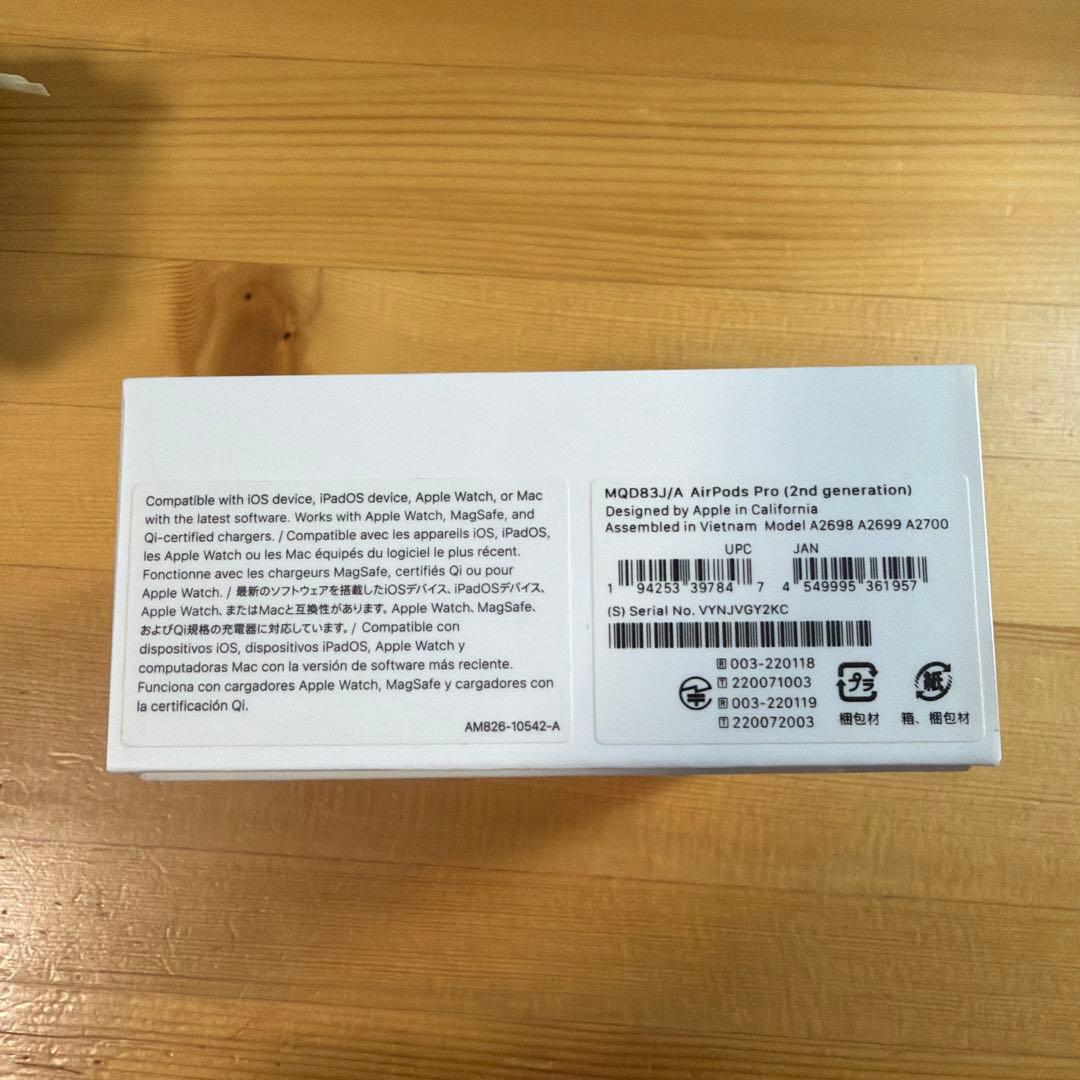 Compatible with iOS device, iPadOS device, Apple Watch, or Mac
with the latest software. Works with Apple Watch, MagSafe, and
Qi-certified chargers. / Compatible avec les appareils iOS, iPadOS,
les Apple Watch ou les Mac équipés du logiciel le plus récent.
Fonctionne avec les chargeurs MagSafe, certifiés Qi ou pour
Apple Watch. / 最新のソフトウェアを搭載したiOSデバイス、iPadOSデバイス、
Apple Watch、またはMacと互換性があります。Apple Watch、MagSafe、
およびQi規格の充電器に対応しています。/ Compatible con
dispositivos iOS, dispositivos iPadOS, Apple Watch y
computadoras Mac con la versión de software más reciente.
Funciona con cargadores Apple Watch, MagSafe y cargadores con
la certificación Qi.
AM826-10542-A
MQD83J/A AirPods Pro (2nd generation)
Designed by Apple in California
Assembled in Vietnam Model A2698 A2699 A2700
UPC JAN
1 94253 39784 7 4 549995 361957
(S) Serial No. VYNJVGY2KC
R 003-220118
T 220071003
R 003-220119
T 220072003
プラ
梱包材
紙
箱、梱包材